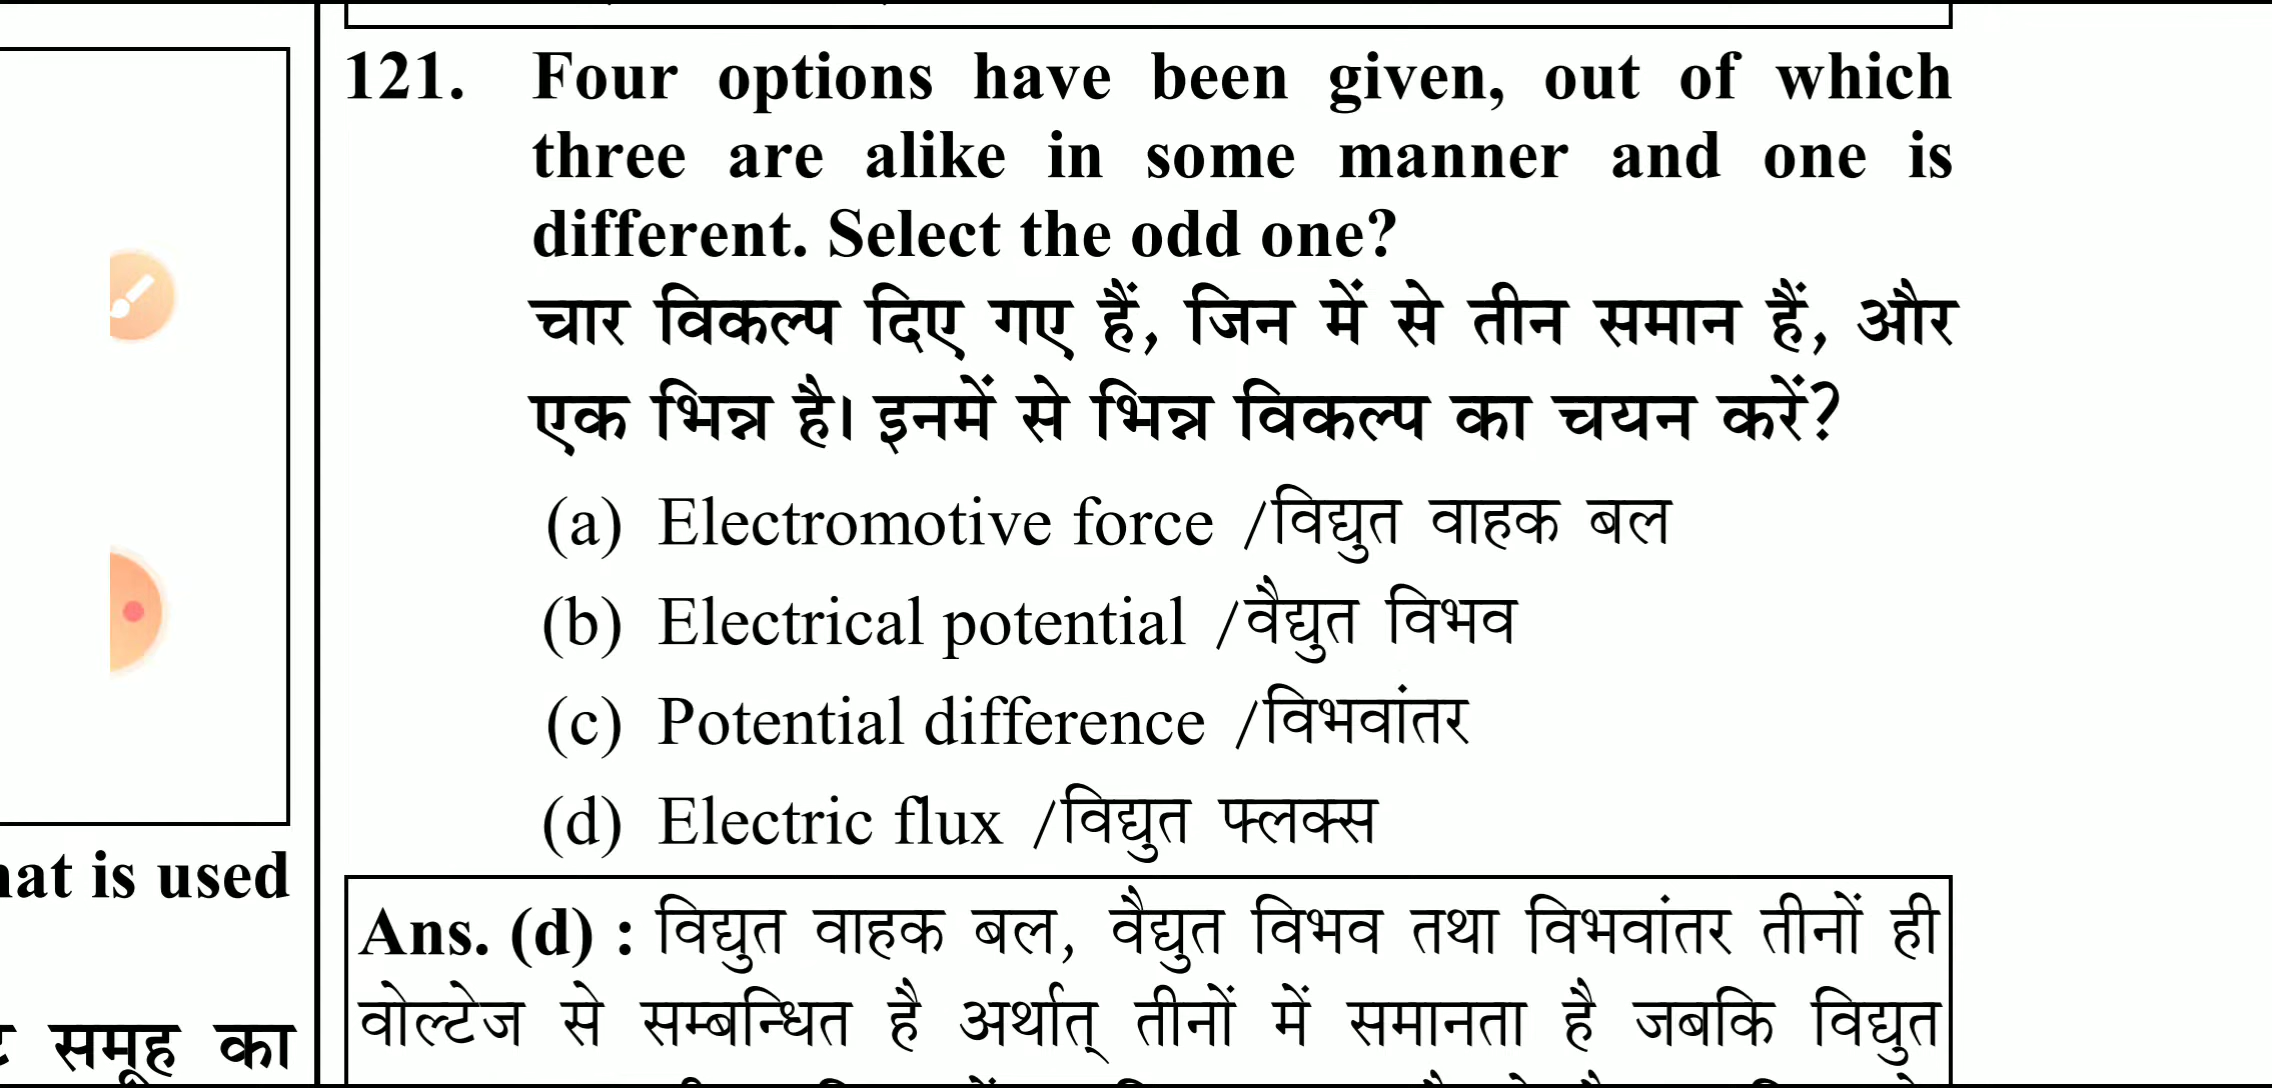 121. Four options have been given, out of which
three are alike in some manner and one is
different. Select the odd one?
चार विकल्प दिए गए हैं, जिन में से तीन समान हैं, और
एक भिन्न है। इनमें से भिन्न विकल्प का चयन करें?
(a) Electromotive force /विद्युत वाहक बल
(b) Electrical potential /वैद्युत विभव
(c) Potential difference /विभवांतर
(d) Electric flux /विद्युत फ्लक्स
Ans. (d) : विद्युत वाहक बल, वैद्युत विभव तथा विभवांतर तीनों ही
वोल्टेज से सम्बन्धित है अर्थात् तीनों में समानता है जबकि विद्युत
is used
समूह का